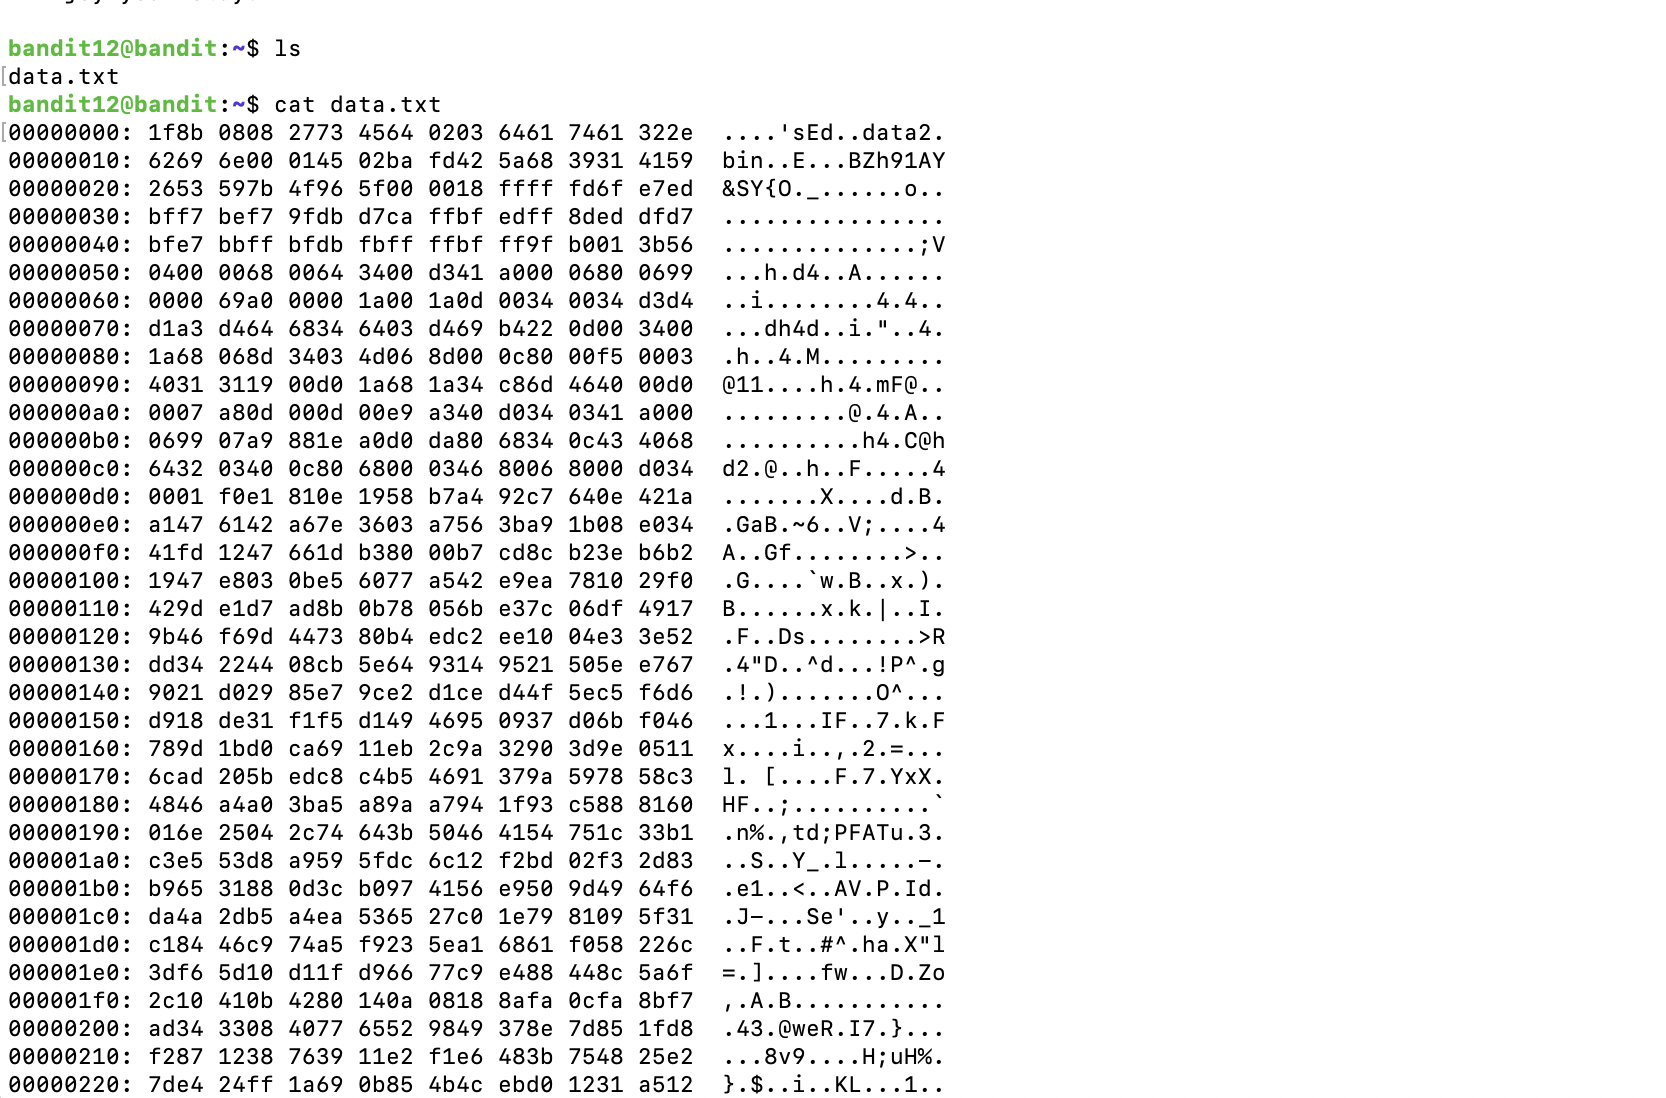 bandit12@bandit:~$ ls
data.txt
bandit12@bandit:~$ cat data.txt
00000000: 1f8b 0808 2773 4564 0203 6461 7461 322e  ....'sEd..data2.
00000010: 6269 6e00 0145 02ba fd42 5a68 3931 4159  bin..E...BZh91AY
00000020: 2653 597b 4f96 5f00 0018 ffff fd6f e7ed  &SY{O._......o..
00000030: bff7 bef7 9fdb d7ca ffbf edff 8ded dfd7  ................
00000040: bfe7 bbff bfdb fbff ffbf ff9f b001 3b56  ..............;V
00000050: 0400 0068 0064 3400 d341 a000 0680 0699  ...h.d4..A......
00000060: 0000 69a0 0000 1a00 1a0d 0034 0034 d3d4  ..i........4.4..
00000070: d1a3 d464 6834 6403 d469 b422 0d00 3400  ...dh4d..i."..4.
00000080: 1a68 068d 3403 4d06 8d00 0c80 00f5 0003  .h..4.M.........
00000090: 4031 3119 00d0 1a68 1a34 c86d 4640 00d0  @11....h.4.mF@..
000000a0: 0007 a80d 000d 00e9 a340 d034 0341 a000  .........@.4.A..
000000b0: 0699 07a9 881e a0d0 da80 6834 0c43 4068  ..........h4.C@h
000000c0: 6432 0340 0c80 6800 0346 8006 8000 d034  d2.@..h..F.....4
000000d0: 0001 f0e1 810e 1958 b7a4 92c7 640e 421a  .......X....d.B.
000000e0: a147 6142 a67e 3603 a756 3ba9 1b08 e034  .GaB.~6..V;....4
000000f0: 41fd 1247 661d b380 00b7 cd8c b23e b6b2  A..Gf........>..
00000100: 1947 e803 0be5 6077 a542 e9ea 7810 29f0  .G....`w.B..x.).
00000110: 429d e1d7 ad8b 0b78 056b e37c 06df 4917  B......x.k.|..I.
00000120: 9b46 f69d 4473 80b4 edc2 ee10 04e3 3e52  .F..Ds........>R
00000130: dd34 2244 08cb 5e64 9314 9521 505e e767  .4"D..^d...!P^.g
00000140: 9021 d029 85e7 9ce2 d1ce d44f 5ec5 f6d6  .!.).......O^...
00000150: d918 de31 f1f5 d149 4695 0937 d06b f046  ...1...IF..7.k.F
00000160: 789d 1bd0 ca69 11eb 2c9a 3290 3d9e 0511  x....i..,.2.=...
00000170: 6cad 205b edc8 c4b5 4691 379a 5978 58c3  l. [....F.7.YxX.
00000180: 4846 a4a0 3ba5 a89a a794 1f93 c588 8160  HF..;..........`
00000190: 016e 2504 2c74 643b 5046 4154 751c 33b1  .n%.,td;PFATu.3.
000001a0: c3e5 53d8 a959 5fdc 6c12 f2bd 02f3 2d83  ..S..Y_.l.....-.
000001b0: b965 3188 0d3c b097 4156 e950 9d49 64f6  .e1..<..AV.P.Id.
000001c0: da4a 2db5 a4ea 5365 27c0 1e79 8109 5f31  .J-...Se'..y.._1
000001d0: c184 46c9 74a5 f923 5ea1 6861 f058 226c  ..F.t..#^.ha.X"l
000001e0: 3df6 5d10 d11f d966 77c9 e488 448c 5a6f  =.]....fw...D.Zo
000001f0: 2c10 410b 4280 140a 0818 8afa 0cfa 8bf7  ,.A.B...........
00000200: ad34 3308 4077 6552 9849 378e 7d85 1fd8  .43.@weR.I7.}...
00000210: f287 1238 7639 11e2 f1e6 483b 7548 25e2  ...8v9....H;uH%.
00000220: 7de4 24ff 1a69 0b85 4b4c ebd0 1231 a512  }.$..i..KL...1..